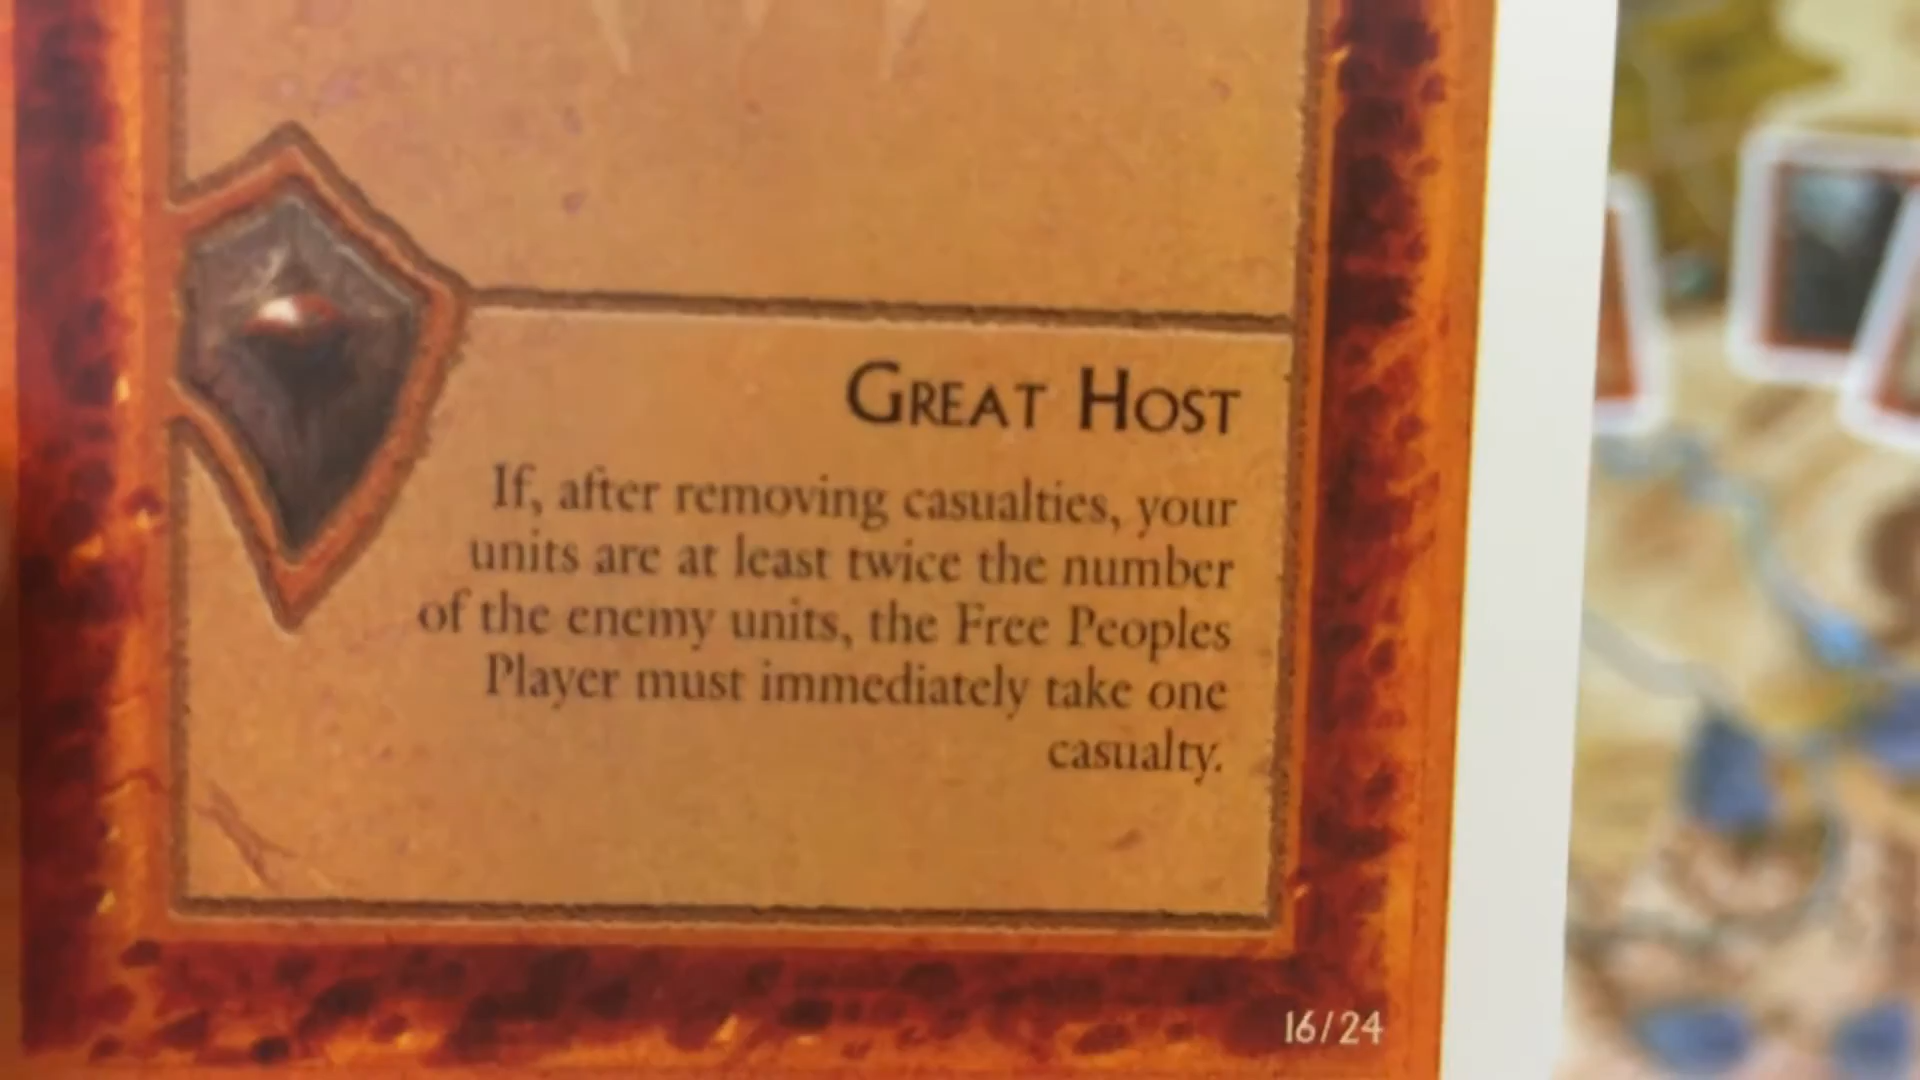 GREAT HOST
If, after removing casualties, your
units are at least twice the number
of the enemy units, the Free Peoples
Player must immediately take one
casualty.
16/24